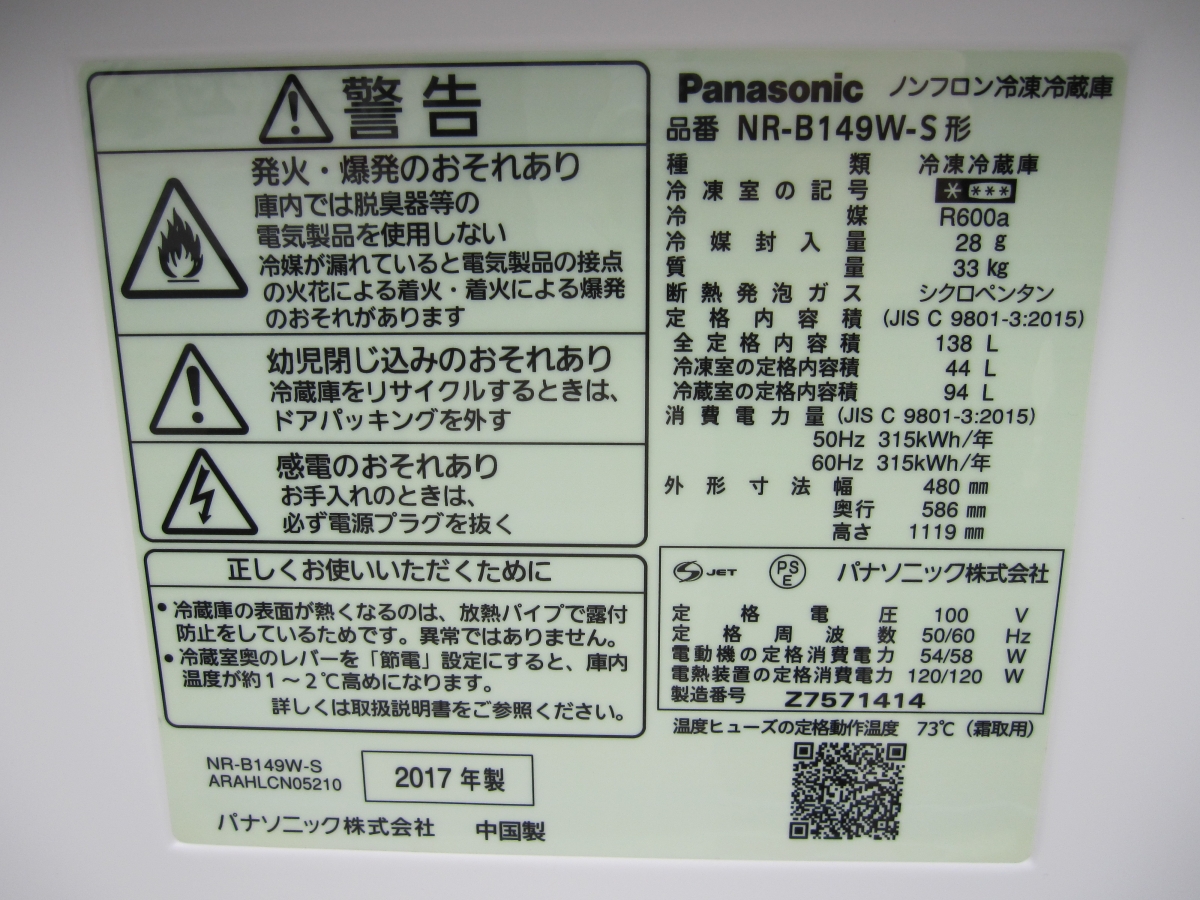 警告
発火・爆発のおそれあり
庫内では脱臭器等の
電気製品を使用しない
冷媒が漏れていると電気製品の接点
の火花による着火・着火による爆発
のおそれがあります
幼児閉じ込みのおそれあり
冷蔵庫をリサイクルするときは、
ドアパッキングを外す
感電のおそれあり
お手入れのときは、
必ず電源プラグを抜く
正しくお使いいただくために
• 冷蔵庫の表面が熱くなるのは、放熱パイプで露付
防止をしているためです。異常ではありません。
• 冷蔵室奥のレバーを「節電」設定にすると、庫内
温度が約1～2℃高めになります。
詳しくは取扱説明書をご参照ください。
NR-B149W-S
ARAHLCN05210
2017年製
パナソニック株式会社 中国製
Panasonic ノンフロン冷凍冷蔵庫
品番 NR-B149W-S形
種類 冷凍冷蔵庫
冷凍室の記号 * ***
冷媒 R600a
冷媒封入量 28 g
質量 33 kg
断熱発泡ガス シクロペンタン
定格内容積 (JIS C 9801-3:2015)
全定格内容積 138 L
冷凍室の定格内容積 44 L
冷蔵室の定格内容積 94 L
消費電力量 (JIS C 9801-3:2015)
50Hz 315kWh/年
60Hz 315kWh/年
外形寸法 幅 480 mm
奥行 586 mm
高さ 1119 mm
JET PSE パナソニック株式会社
定格電圧 100 V
定格周波数 50/60 Hz
電動機の定格消費電力 54/58 W
電熱装置の定格消費電力 120/120 W
製造番号 Z7571414
温度ヒューズの定格動作温度 73℃（霜取用）